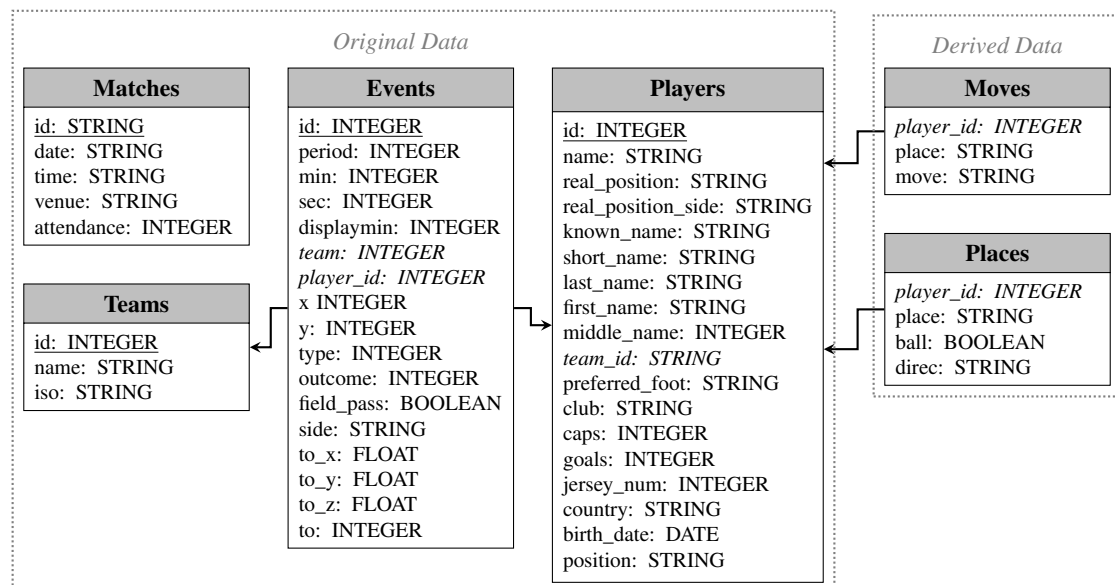 Original Data
Matches
id: STRING
date: STRING
time: STRING
venue: STRING
attendance: INTEGER
Teams
id: INTEGER
name: STRING
iso: STRING
Events
id: INTEGER
period: INTEGER
min: INTEGER
sec: INTEGER
displaymin: INTEGER
team: INTEGER
player_id: INTEGER
x INTEGER
y: INTEGER
type: INTEGER
outcome: INTEGER
field_pass: BOOLEAN
side: STRING
to_x: FLOAT
to_y: FLOAT
to_z: FLOAT
to: INTEGER
Players
id: INTEGER
name: STRING
real_position: STRING
real_position_side: STRING
known_name: STRING
short_name: STRING
last_name: STRING
first_name: STRING
middle_name: INTEGER
team_id: STRING
preferred_foot: STRING
club: STRING
caps: INTEGER
goals: INTEGER
jersey_num: INTEGER
country: STRING
birth_date: DATE
position: STRING
Derived Data
Moves
player_id: INTEGER
place: STRING
move: STRING
Places
player_id: INTEGER
place: STRING
ball: BOOLEAN
direc: STRING